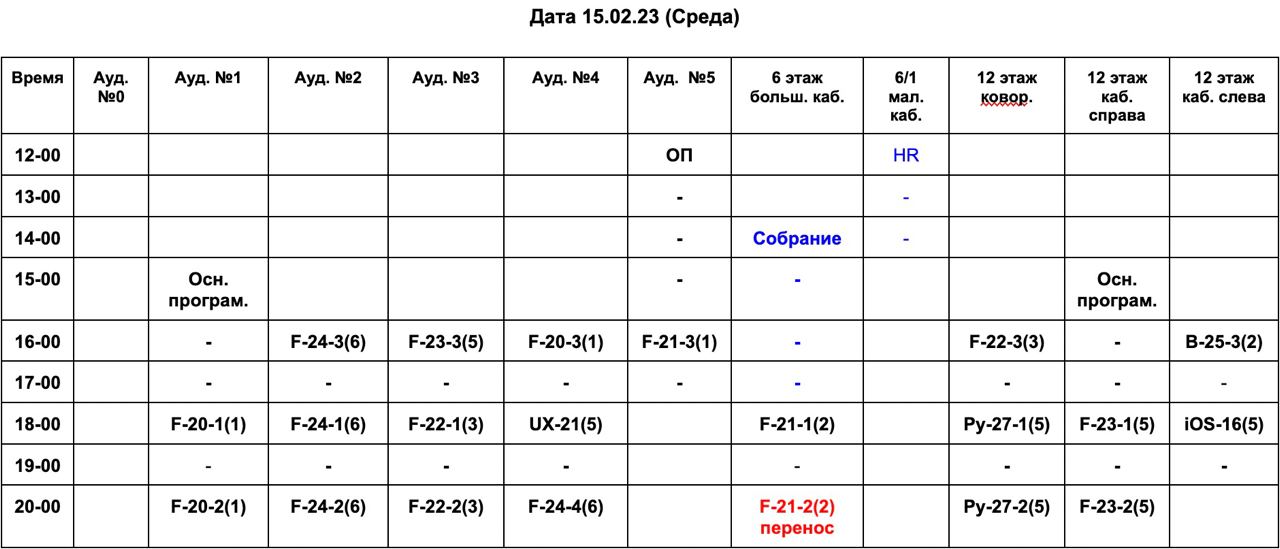 Дата 15.02.23 (Среда)
Время Ауд. №0 Ауд. №1 Ауд. №2 Ауд. №3 Ауд. №4 Ауд. №5 6 этаж больш. каб. 6/1 мал. каб. 12 этаж ковор. 12 этаж каб. справа 12 этаж каб. слева
12-00 ОП HR
13-00 - -
14-00 - Собрание -
15-00 Осн. програм. - - Осн. програм.
16-00 - F-24-3(6) F-23-3(5) F-20-3(1) F-21-3(1) - F-22-3(3) - B-25-3(2)
17-00 - - - - - - - - -
18-00 F-20-1(1) F-24-1(6) F-22-1(3) UX-21(5) F-21-1(2) Py-27-1(5) F-23-1(5) iOS-16(5)
19-00 - - - - - - - -
20-00 F-20-2(1) F-24-2(6) F-22-2(3) F-24-4(6) F-21-2(2) перенос Py-27-2(5) F-23-2(5)